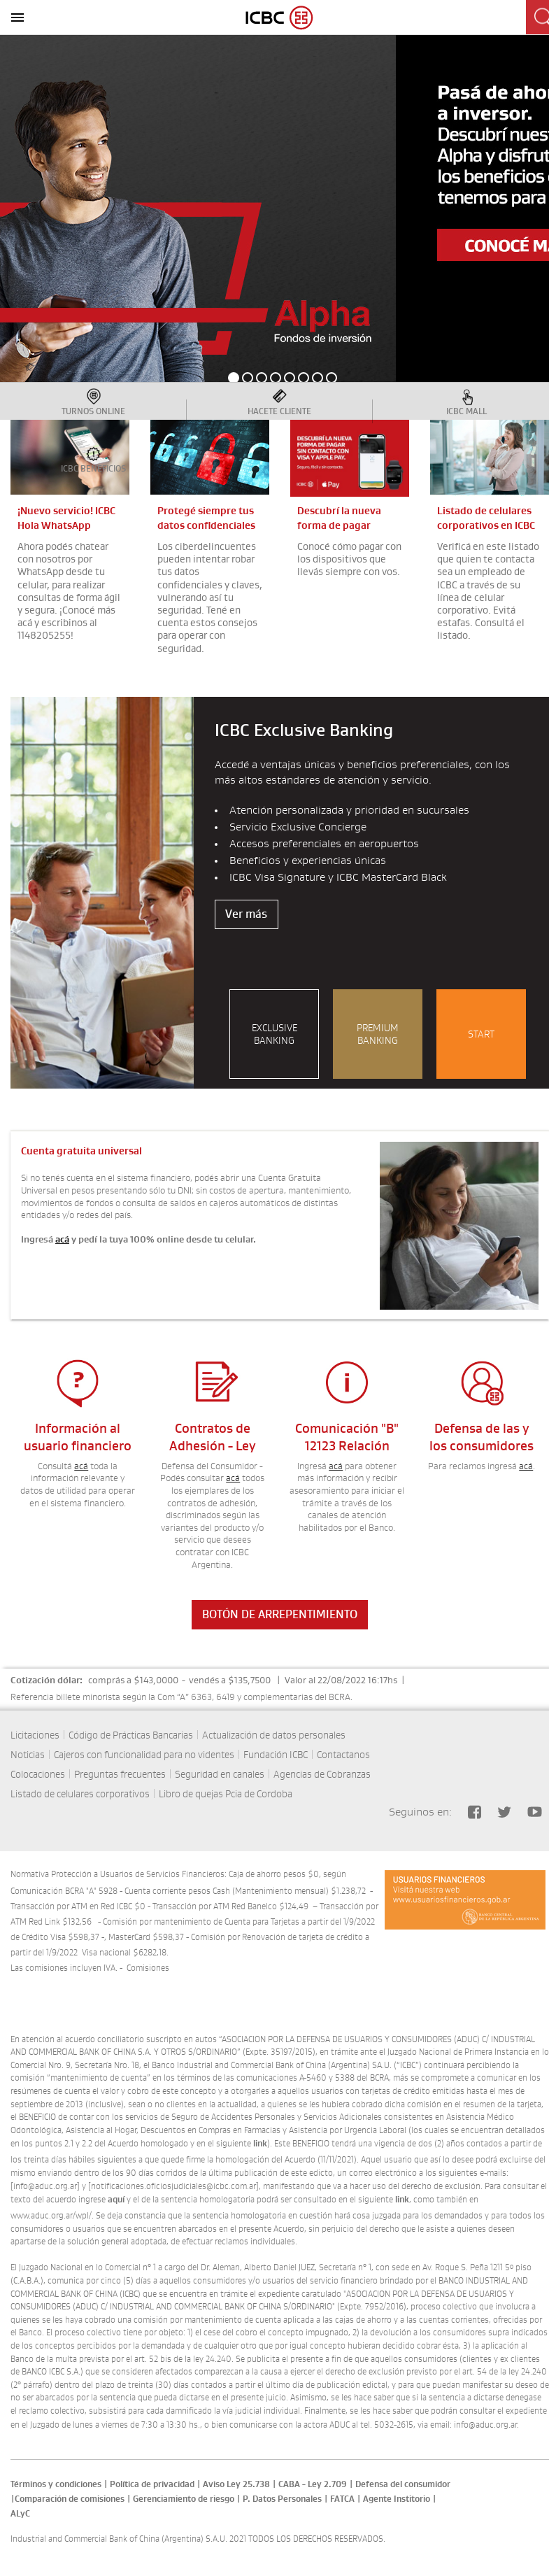 ICBC
Pasá de aho
a inversor.
Descubrí nuest
Alpha y disfrut
los beneficios
tenemos para
CONOCÉ MÁ
Alpha
Fondos de inversión
TURNOS ONLINE
HACETE CLIENTE
ICBC MALL
ICBC BENEFICIOS
DESCUBRÍ LA NUEVA
FORMA DE PAGAR SIN
CONTACTO CON
VISA Y APPLE PAY.
ICBC Pay
¡Nuevo servicio! ICBC
Hola WhatsApp
Ahora podés chatear
con nosotros por
WhatsApp desde tu
celular, para realizar
consultas de forma ágil
y segura. ¡Conocé más
acá y escribinos al
1148205255!
Protegé siempre tus
datos confidenciales
Los ciberdelincuentes
pueden intentar robar
tus datos
confidenciales y claves,
vulnerando así tu
seguridad. Tené en
cuenta estos consejos
para operar con
seguridad.
Descubrí la nueva
forma de pagar
Conocé cómo pagar con
los dispositivos que
llevás siempre con vos.
Listado de celulares
corporativos en ICBC
Verificá en este listado
que quien te contacta
sea un empleado de
ICBC a través de su
línea de celular
corporativo. Evitá
estafas. Consultá el
listado.
ICBC Exclusive Banking
Accedé a ventajas únicas y beneficios preferenciales, con los
más altos estándares de atención y servicio.
• Atención personalizada y prioridad en sucursales
• Servicio Exclusive Concierge
• Accesos preferenciales en aeropuertos
• Beneficios y experiencias únicas
• ICBC Visa Signature y ICBC MasterCard Black
Ver más
EXCLUSIVE
BANKING
PREMIUM
BANKING
START
Cuenta gratuita universal
Si no tenés cuenta en el sistema financiero, podés abrir una Cuenta Gratuita
Universal en pesos presentando sólo tu DNI; sin costos de apertura, mantenimiento,
movimientos de fondos o consulta de saldos en cajeros automáticos de distintas
entidades y/o redes del país.
Ingresá acá y pedí la tuya 100% online desde tu celular.
Información al
usuario financiero
Consultá acá toda la
información relevante y
datos de utilidad para operar
en el sistema financiero.
Contratos de
Adhesión - Ley
Defensa del Consumidor -
Podés consultar acá todos
los ejemplares de los
contratos de adhesión,
discriminados según las
variantes del producto y/o
servicio que desees
contratar con ICBC
Argentina.
Comunicación "B"
12123 Relación
Ingresá acá para obtener
más información y recibir
asesoramiento para iniciar el
trámite a través de los
canales de atención
habilitados por el Banco.
Defensa de las y
los consumidores
Para reclamos ingresá acá.
BOTÓN DE ARREPENTIMIENTO
Cotización dólar: comprás a $143,0000 - vendés a $135,7500 | Valor al 22/08/2022 16:17hs |
Referencia billete minorista según la Com "A" 6363, 6419 y complementarias del BCRA.
Licitaciones | Código de Prácticas Bancarias | Actualización de datos personales
Noticias | Cajeros con funcionalidad para no videntes | Fundación ICBC | Contactanos
Colocaciones | Preguntas frecuentes | Seguridad en canales | Agencias de Cobranzas
Listado de celulares corporativos | Libro de quejas Pcia de Cordoba
Seguinos en:
Normativa Protección a Usuarios de Servicios Financieros: Caja de ahorro pesos $0, según
Comunicación BCRA "A" 5928 - Cuenta corriente pesos Cash (Mantenimiento mensual) $1.238,72 -
Transacción por ATM en Red ICBC $0 - Transacción por ATM Red Banelco $124,49 – Transacción por
ATM Red Link $132,56 - Comisión por mantenimiento de Cuenta para Tarjetas a partir del 1/9/2022
de Crédito Visa $598,37 -, MasterCard $598,37 - Comisión por Renovación de tarjeta de crédito a
partir del 1/9/2022 Visa nacional $6282,18.
Las comisiones incluyen IVA. - Comisiones
USUARIOS FINANCIEROS
Visitá nuestra web
www.usuariosfinancieros.gob.ar
BANCO CENTRAL
DE LA REPÚBLICA ARGENTINA
En atención al acuerdo conciliatorio suscripto en autos "ASOCIACION POR LA DEFENSA DE USUARIOS Y CONSUMIDORES (ADUC) C/ INDUSTRIAL
AND COMMERCIAL BANK OF CHINA S.A. Y OTROS S/ORDINARIO" (Expte. 35197/2015), en trámite ante el Juzgado Nacional de Primera Instancia en lo
Comercial Nro. 9, Secretaría Nro. 18, el Banco Industrial and Commercial Bank of China (Argentina) SA.U. ("ICBC") continuará percibiendo la
comisión "mantenimiento de cuenta" en los términos de las comunicaciones A-5460 y 5388 del BCRA, más se compromete a comunicar en los
resúmenes de cuenta el valor y cobro de este concepto y a otorgarles a aquellos usuarios con tarjetas de crédito emitidas hasta el mes de
septiembre de 2013 (inclusive), sean o no clientes en la actualidad, a quienes se les hubiera cobrado dicha comisión en el resumen de la tarjeta,
el BENEFICIO de contar con los servicios de Seguro de Accidentes Personales y Servicios Adicionales consistentes en Asistencia Médico
Odontológica, Asistencia al Hogar, Descuentos en Compras en Farmacias y Asistencia por Urgencia Laboral (los cuales se encuentran detallados
en los puntos 2.1 y 2.2 del Acuerdo homologado y en el siguiente link). Este BENEFICIO tendrá una vigencia de dos (2) años contados a partir de
los treinta días hábiles siguientes a que quede firme la homologación del Acuerdo (11/11/2021). Aquel usuario que así lo desee podrá excluirse del
mismo enviando dentro de los 90 días corridos de la última publicación de este edicto, un correo electrónico a los siguientes e-mails:
[info@aduc.org.ar] y [notificaciones.oficiosjudiciales@icbc.com.ar], manifestando que va a hacer uso del derecho de exclusión. Para consultar el
texto del acuerdo ingrese aquí y el de la sentencia homologatoria podrá ser consultado en el siguiente link. como también en
www.aduc.org.ar/wpl/. Se deja constancia que la sentencia homologatoria en cuestión hará cosa juzgada para los demandados y para todos los
consumidores o usuarios que se encuentren abarcados en el presente Acuerdo, sin perjuicio del derecho que le asiste a quienes deseen
apartarse de la solución general adoptada, de efectuar reclamos individuales.
El Juzgado Nacional en lo Comercial nº 1 a cargo del Dr. Aleman, Alberto Daniel JUEZ, Secretaria nº 1, con sede en Av. Roque S. Peña 1211 5º piso
(C.A.B.A.), comunica por cinco (5) días a aquellos consumidores y/o usuarios del servicio financiero brindado por el BANCO INDUSTRIAL AND
COMMERCIAL BANK OF CHINA (ICBC) que se encuentra en trámite el expediente caratulado "ASOCIACION POR LA DEFENSA DE USUARIOS Y
CONSUMIDORES (ADUC) C/ INDUSTRIAL AND COMMERCIAL BANK OF CHINA S/ORDINARIO" (Expte. 7952/2016), proceso colectivo que involucra a
quienes se les haya cobrado una comisión por mantenimiento de cuenta aplicada a las cajas de ahorro y a las cuentas corrientes, ofrecidas por
el Banco. El proceso colectivo tiene por objeto: 1) el cese del cobro el concepto impugnado, 2) la devolución a los consumidores supra indicados
de los conceptos percibidos por la demandada y de cualquier otro que por igual concepto hubieran decidido cobrar ésta, 3) la aplicación al
Banco de la multa prevista por el art. 52 bis de la ley 24.240. Se publicita el presente a fin de que aquellos consumidores (clientes y ex clientes
de BANCO ICBC S.A.) que se consideren afectados comparezcan a la causa a ejercer el derecho de exclusión previsto por el art. 54 de la ley 24.240
(2ª párrafo) dentro del plazo de treinta (30) días contados a partir el último día de publicación edictal, y para que puedan manifestar su deseo de
no ser abarcados por la sentencia que pueda dictarse en el presente juicio. Asimismo, se les hace saber que si la sentencia a dictarse denegase
el reclamo colectivo, subsistirá para cada damnificado la vía judicial individual. Finalmente, se les hace saber que podrán consultar el expediente
en el Juzgado de lunes a viernes de 7:30 a 13:30 hs., o bien comunicarse con la actora ADUC al tel. 5032-2615, vía email: info@aduc.org.ar.
Términos y condiciones | Política de privacidad | Aviso Ley 25.738 | CABA - Ley 2.709 | Defensa del consumidor
|Comparación de comisiones | Gerenciamiento de riesgo | P. Datos Personales | FATCA | Agente Institorio |
ALyC
Industrial and Commercial Bank of China (Argentina) S.A.U. 2021 TODOS LOS DERECHOS RESERVADOS.